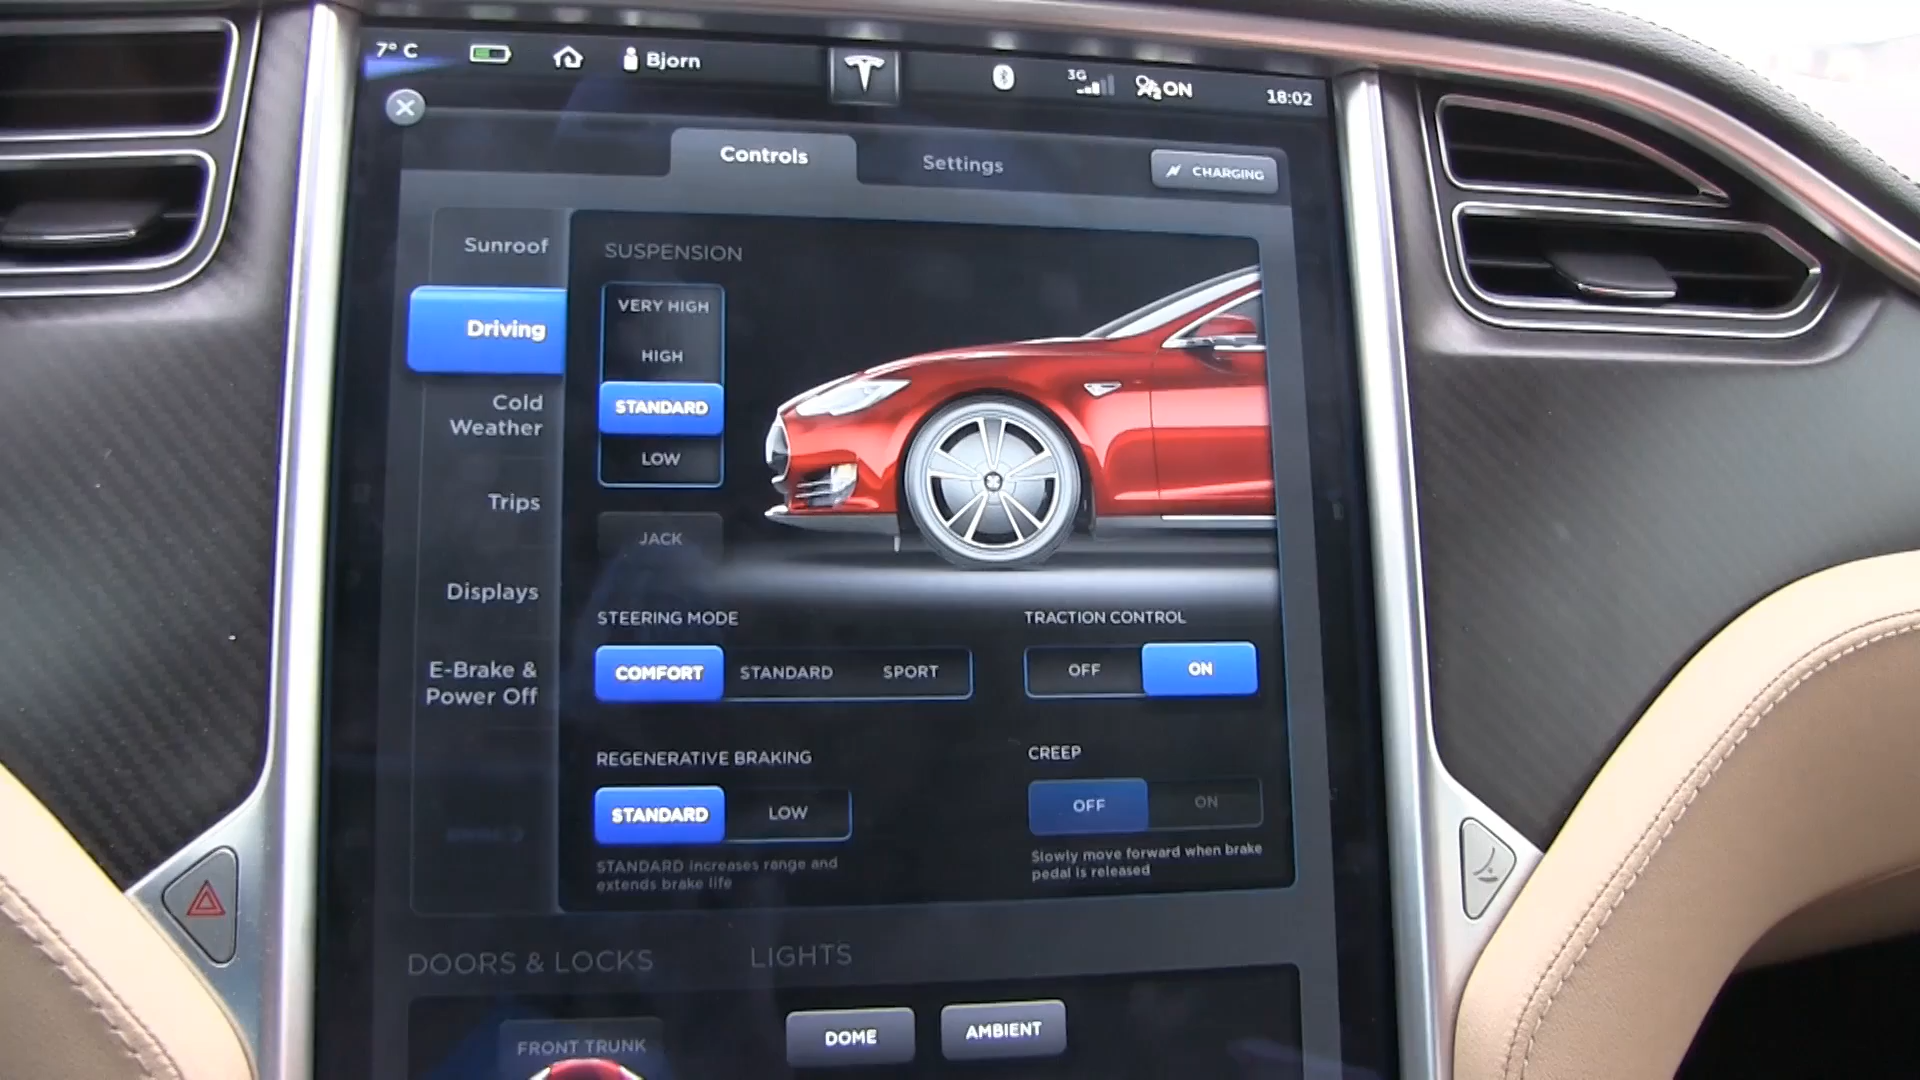 7° C
Bjorn
3G
ON
18:02
Controls
Settings
CHARGING
Sunroof
Driving
Cold
Weather
Trips
Displays
E-Brake &
Power Off
SUSPENSION
VERY HIGH
HIGH
STANDARD
LOW
JACK
STEERING MODE
COMFORT STANDARD SPORT
TRACTION CONTROL
OFF ON
REGENERATIVE BRAKING
STANDARD LOW
STANDARD increases range and
extends brake life
CREEP
OFF ON
Slowly move forward when brake
pedal is released
DOORS & LOCKS
FRONT TRUNK
LIGHTS
DOME AMBIENT